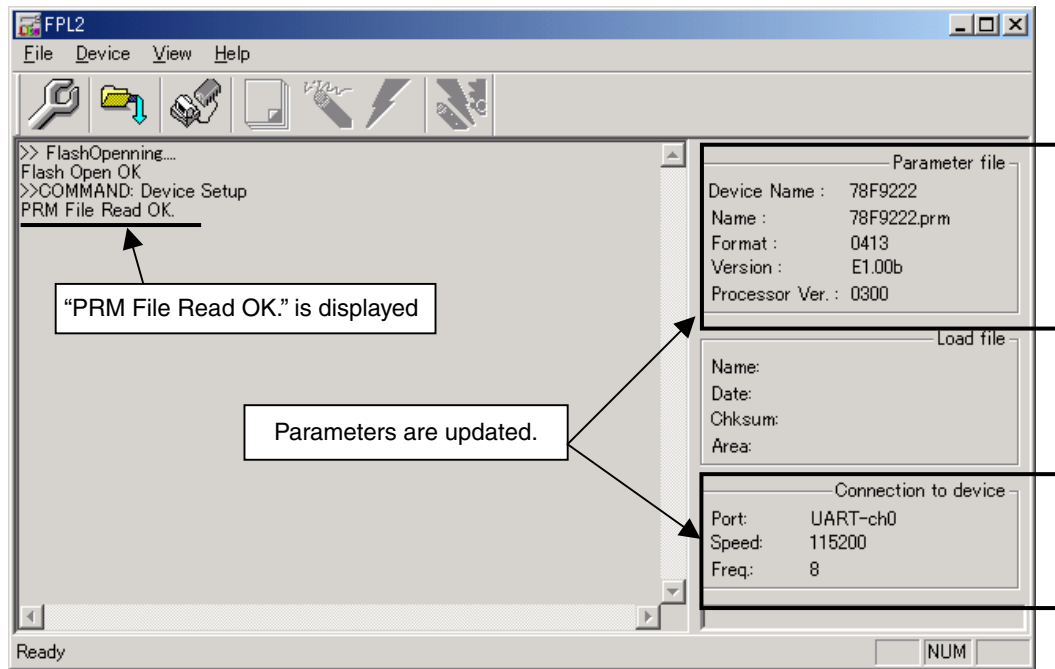 FPL2
File Device View Help
>> FlashOpenning....
Flash Open OK
>>COMMAND: Device Setup
PRM File Read OK.
“PRM File Read OK.” is displayed
Parameters are updated.
Parameter file
Device Name : 78F9222
Name : 78F9222.prm
Format : 0413
Version : E1.00b
Processor Ver. : 0300
Load file
Name:
Date:
Chksum:
Area:
Connection to device
Port: UART-ch0
Speed: 115200
Freq.: 8
Ready NUM